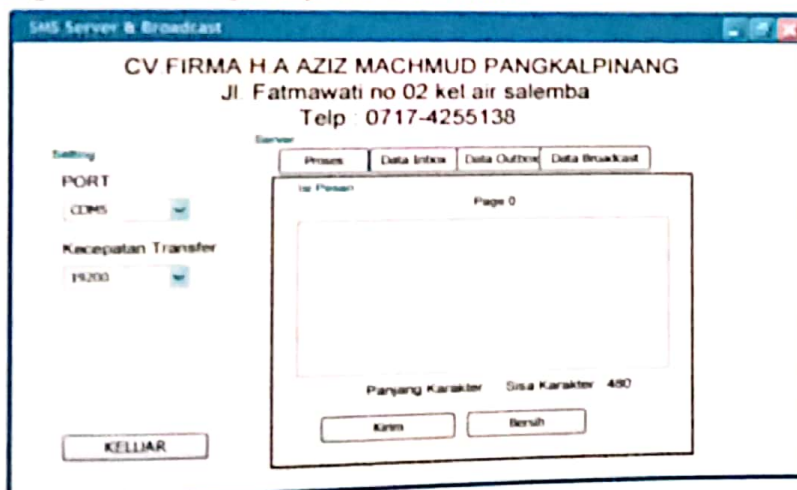 SMS Server & Broadcast
CV.FIRMA H.A AZIZ MACHMUD PANGKALPINANG
Jl. Fatmawati no 02 kel air salemba
Telp : 0717-4255138
Setting
PORT
COM5
Kecepatan Transfer
19200
KELUAR
Server
Proses Data Inbox Data Outbox Data Broadcast
Isi Pesan
Page 0
Panjang Karakter Sisa Karakter 480
Kirim Bersih